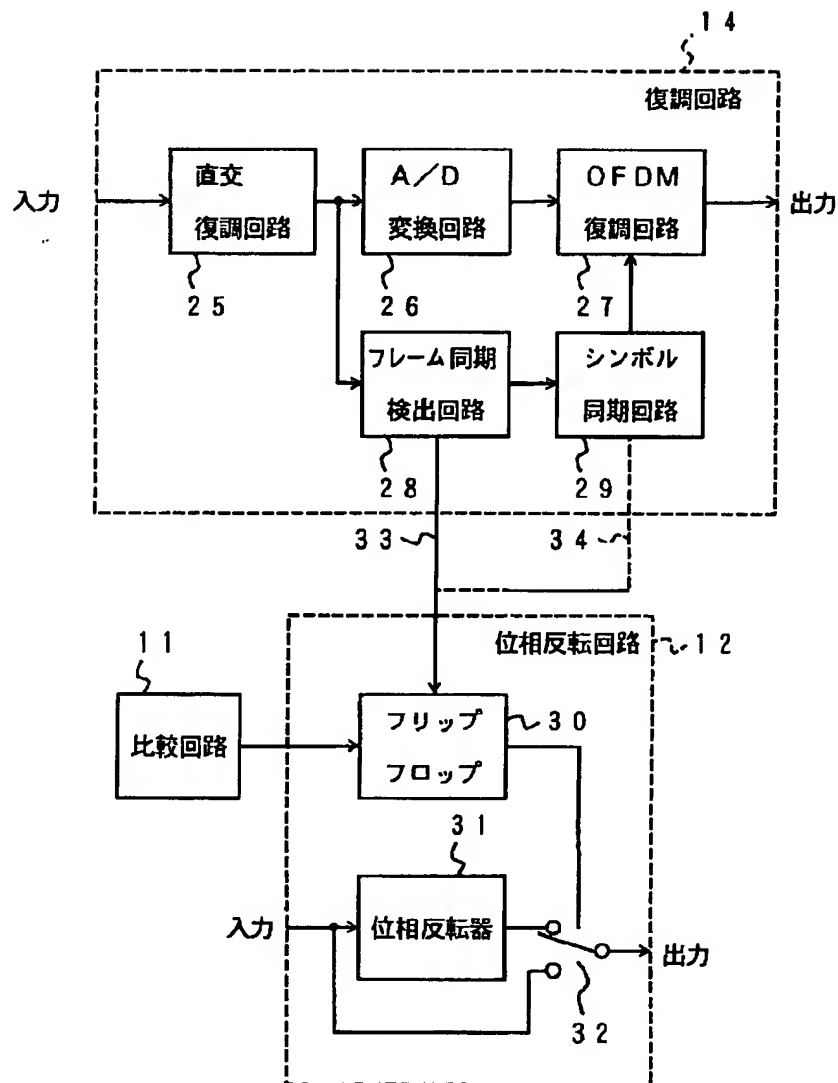 14
復調回路
入力
直交
復調回路
A/D
変換回路
OFDM
復調回路
出力
25
26
27
フレーム同期
検出回路
シンボル
同期回路
28
29
33
34
位相反転回路
12
11
比較回路
フリップ
フロップ
30
31
入力
位相反転器
出力
32